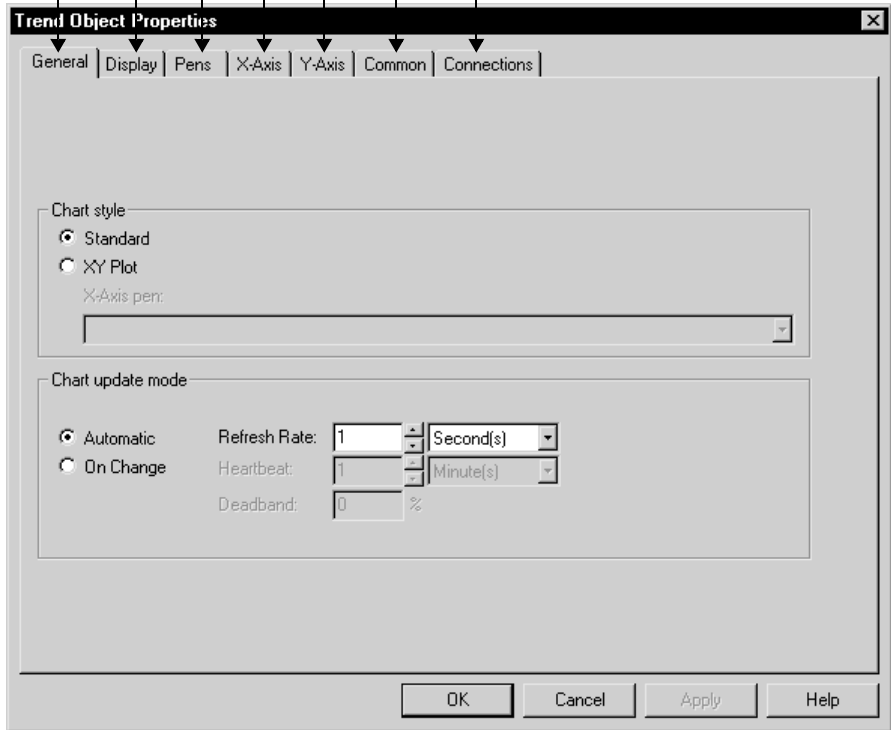 Trend Object Properties
General Display Pens X-Axis Y-Axis Common Connections
Chart style
Standard
XY Plot
X-Axis pen:
Chart update mode
Automatic Refresh Rate: 1 Second(s)
On Change Heartbeat: 1 Minute(s)
Deadband: 0 %
OK Cancel Apply Help